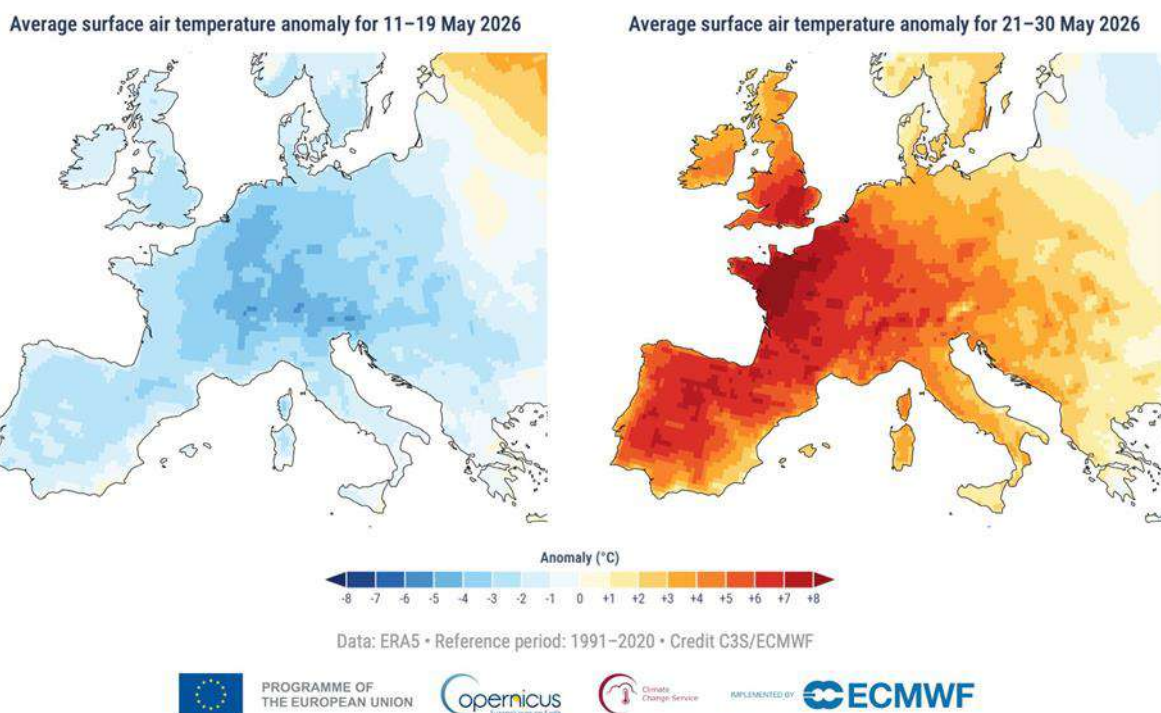 Average surface air temperature anomaly for 11–19 May 2026
Average surface air temperature anomaly for 21–30 May 2026
Anomaly (°C)
-8 -7 -6 -5 -4 -3 -2 -1 0 +1 +2 +3 +4 +5 +6 +7 +8
Data: ERA5 • Reference period: 1991–2020 • Credit C3S/ECMWF
PROGRAMME OF
THE EUROPEAN UNION
opernicus
Climate
Change Service
IMPLEMENTED BY
ECMWF